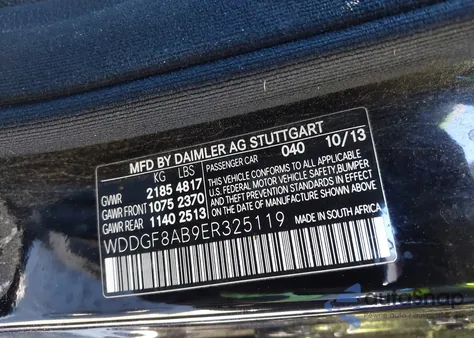 MFD BY DAIMLER AG STUTTGART
KG LBS PASSENGER CAR 040 10/13
GVWR 2185 4817
GAWR FRONT 1075 2370
GAWR REAR 1140 2513
THIS VEHICLE CONFORMS TO ALL APPLICABLE
U.S. FEDERAL MOTOR VEHICLE SAFETY, BUMPER
AND THEFT PREVENTION STANDARDS IN EFFECT
ON THE DATE OF MANUFACTURE SHOWN ABOVE.
WDDGF8AB9ER325119
MADE IN SOUTH AFRICA
autoSnap